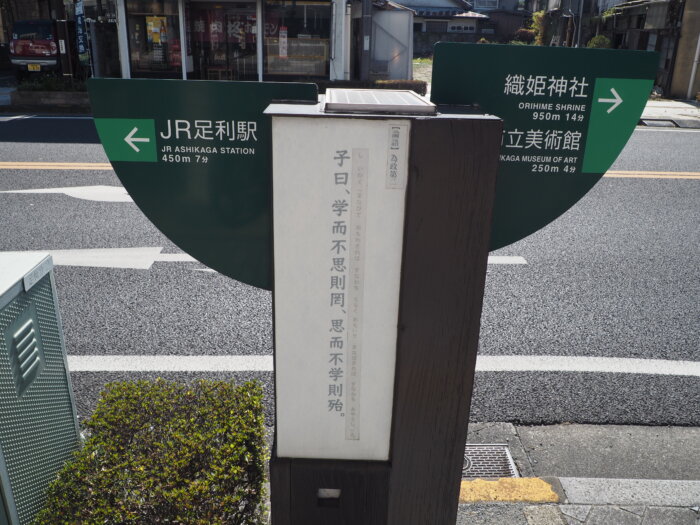 JR足利駅
JR ASHIKAGA STATION
450m 7分
織姫神社
ORIHIME SHRINE
950m 14分
立美術館
KAGA MUSEUM OF ART
250m 4分
【論語】為政第二
子曰、学而不思則罔、思而不学則殆。